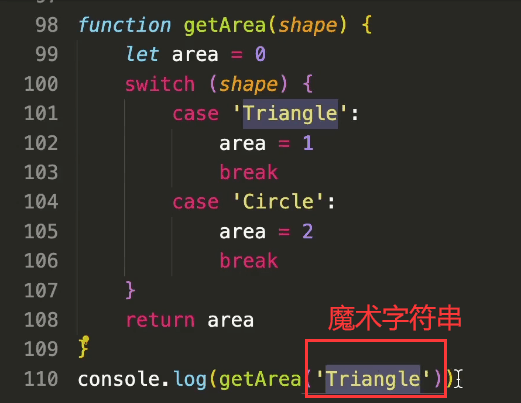 98 function getArea(shape) {
99 let area = 0
100 switch (shape) {
101 case 'Triangle':
102 area = 1
103 break
104 case 'Circle':
105 area = 2
106 break
107 }
108 return area
魔术字符串
109 }
110 console.log(getArea('Triangle'))